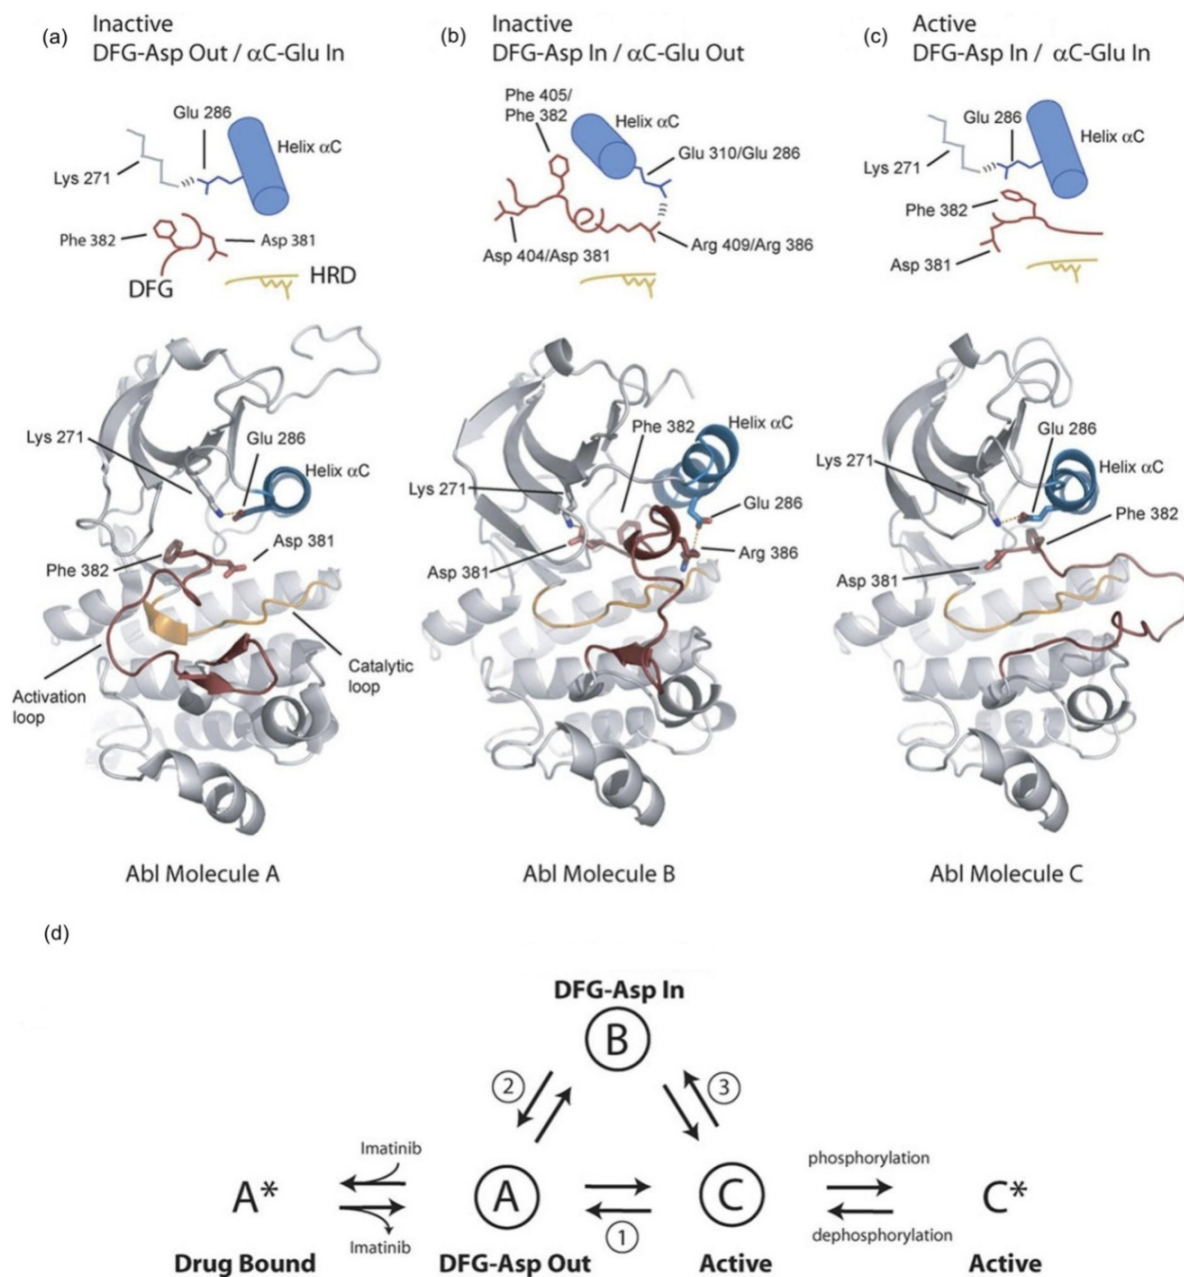 (a)
Inactive
DFG-Asp Out / αC-Glu In
Glu 286
Helix αC
Lys 271
Phe 382
Asp 381
DFG
HRD
(b)
Inactive
DFG-Asp In / αC-Glu Out
Phe 405/
Phe 382
Helix αC
Glu 310/Glu 286
Asp 404/Asp 381
Arg 409/Arg 386
(c)
Active
DFG-Asp In / αC-Glu In
Glu 286
Helix αC
Lys 271
Phe 382
Asp 381
Lys 271
Glu 286
Helix αC
Asp 381
Phe 382
Activation
loop
Catalytic
loop
Abl Molecule A
Phe 382
Helix αC
Lys 271
Glu 286
Asp 381
Arg 386
Abl Molecule B
Glu 286
Lys 271
Helix αC
Phe 382
Asp 381
Abl Molecule C
(d)
DFG-Asp In
B
2
3
Imatinib
phosphorylation
A*
A
C
C*
Imatinib
1
dephosphorylation
Drug Bound
DFG-Asp Out
Active
Active